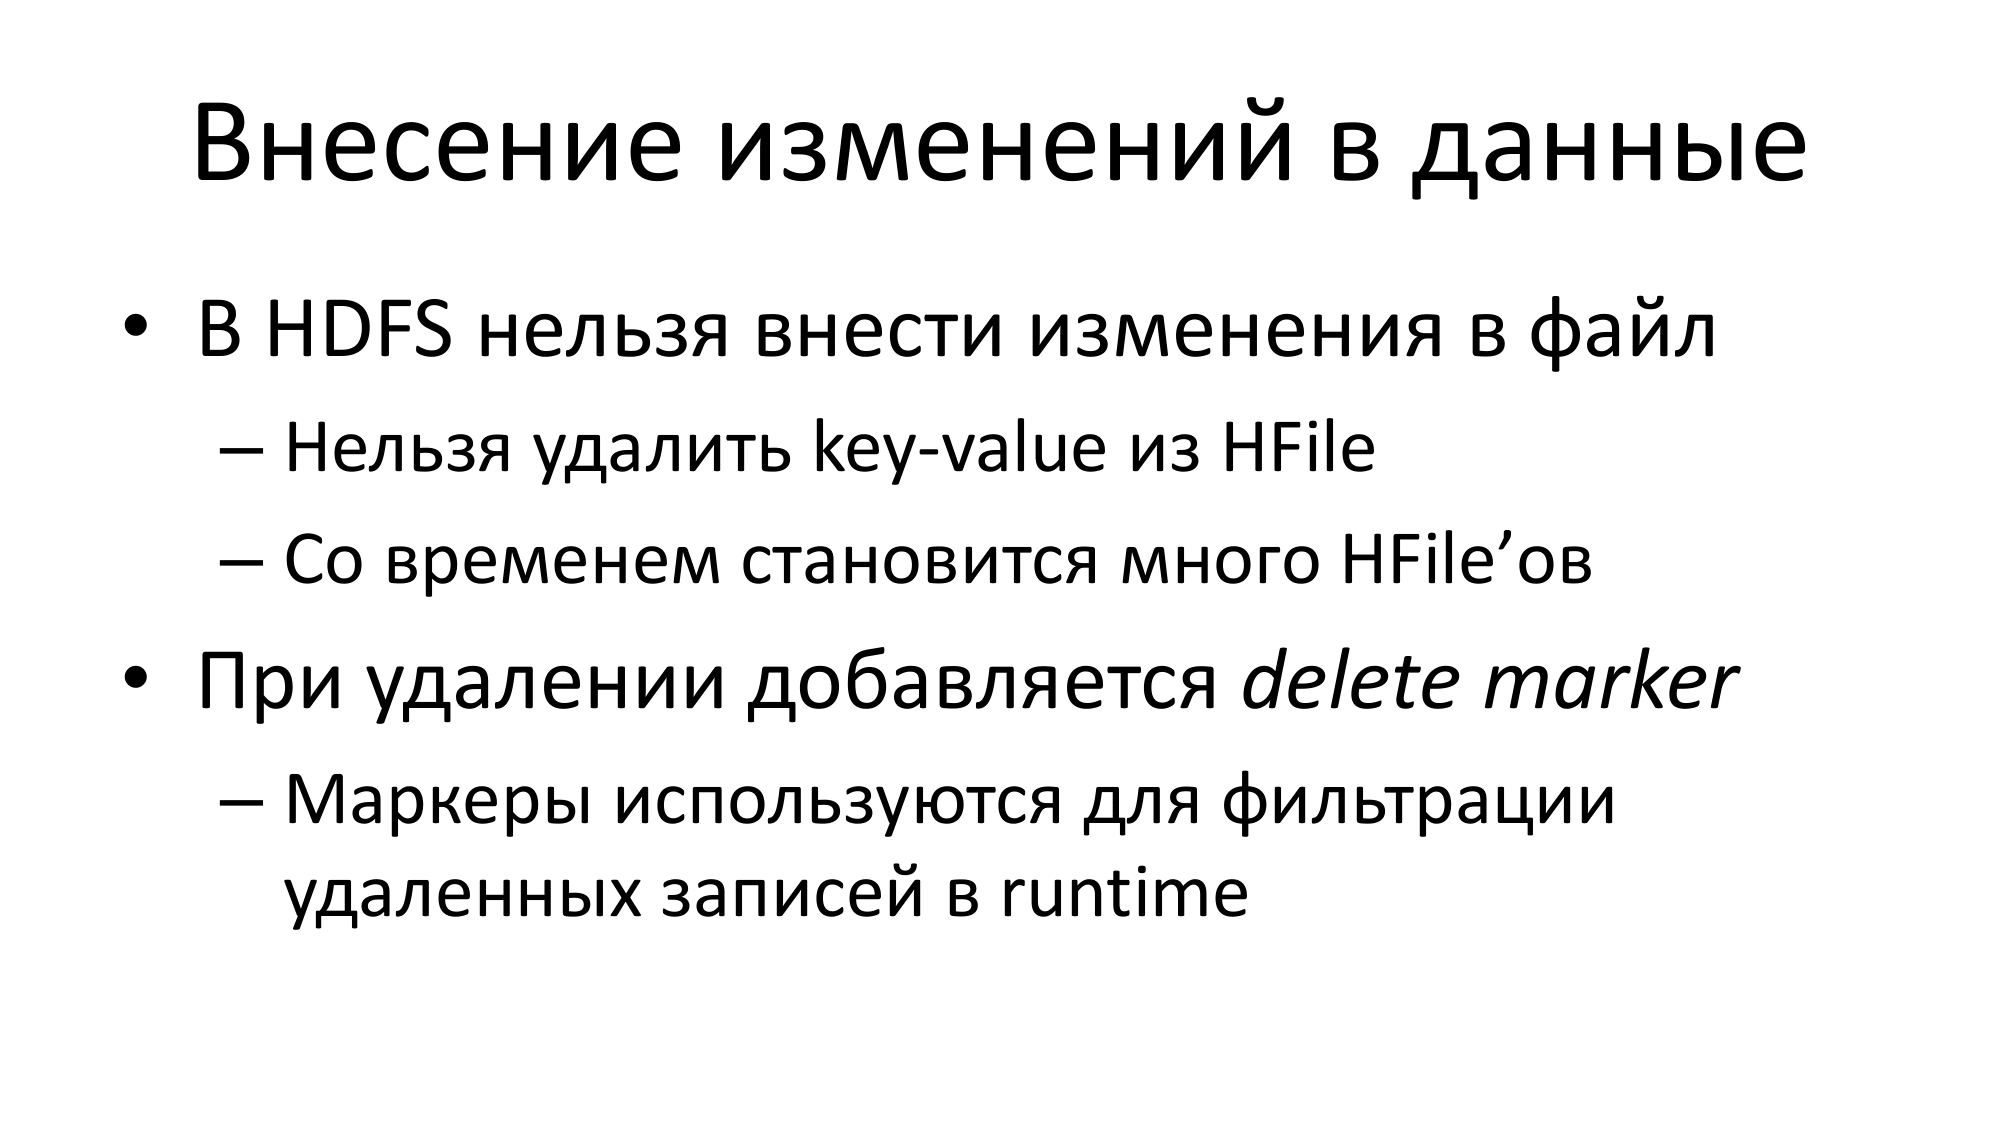 Внесение изменений в данные
• В HDFS нельзя внести изменения в файл
– Нельзя удалить key-value из HFile
– Со временем становится много HFile’ов
• При удалении добавляется delete marker
– Маркеры используются для фильтрации
удаленных записей в runtime